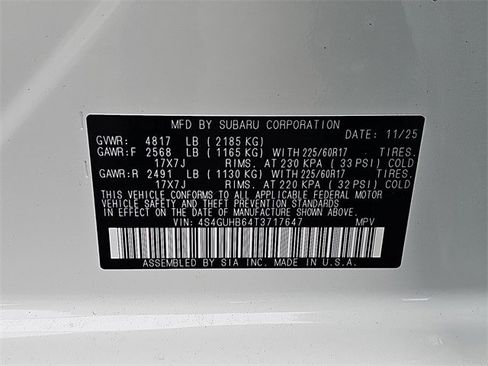 MFD BY SUBARU CORPORATION
DATE: 11/25
GVWR: 4817 LB (2185 KG)
GAWR:F 2568 LB (1165 KG) WITH 225/60R17 TIRES.
17X7J RIMS. AT 230 KPA (33 PSI) COLD
GAWR:R 2491 LB (1130 KG) WITH 225/60R17 TIRES.
17X7J RIMS. AT 220 KPA (32 PSI) COLD
THIS VEHICLE CONFORMS TO ALL APPLICABLE FEDERAL MOTOR
VEHICLE SAFETY AND THEFT PREVENTION STANDARDS
IN EFFECT ON THE DATE OF MANUFACTURE SHOWN ABOVE.
VIN: 4S4GUHB64T3717647 MPV
ASSEMBLED BY SIA INC. MADE IN U.S.A.